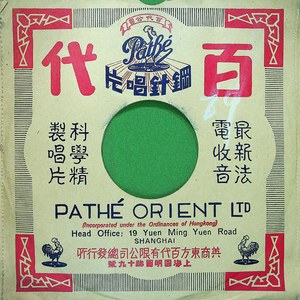 Pathé
百代
鋼針唱片
最新法
電收音
科學精
製唱片
PATHÉ ORIENT LTD
(Incorporated under the Ordinances of Hongkong)
Head Office: 19 Yuen Ming Yuen Road
SHANGHAI
英商東方百代有限公司總發行所
上海圓明園路十九號